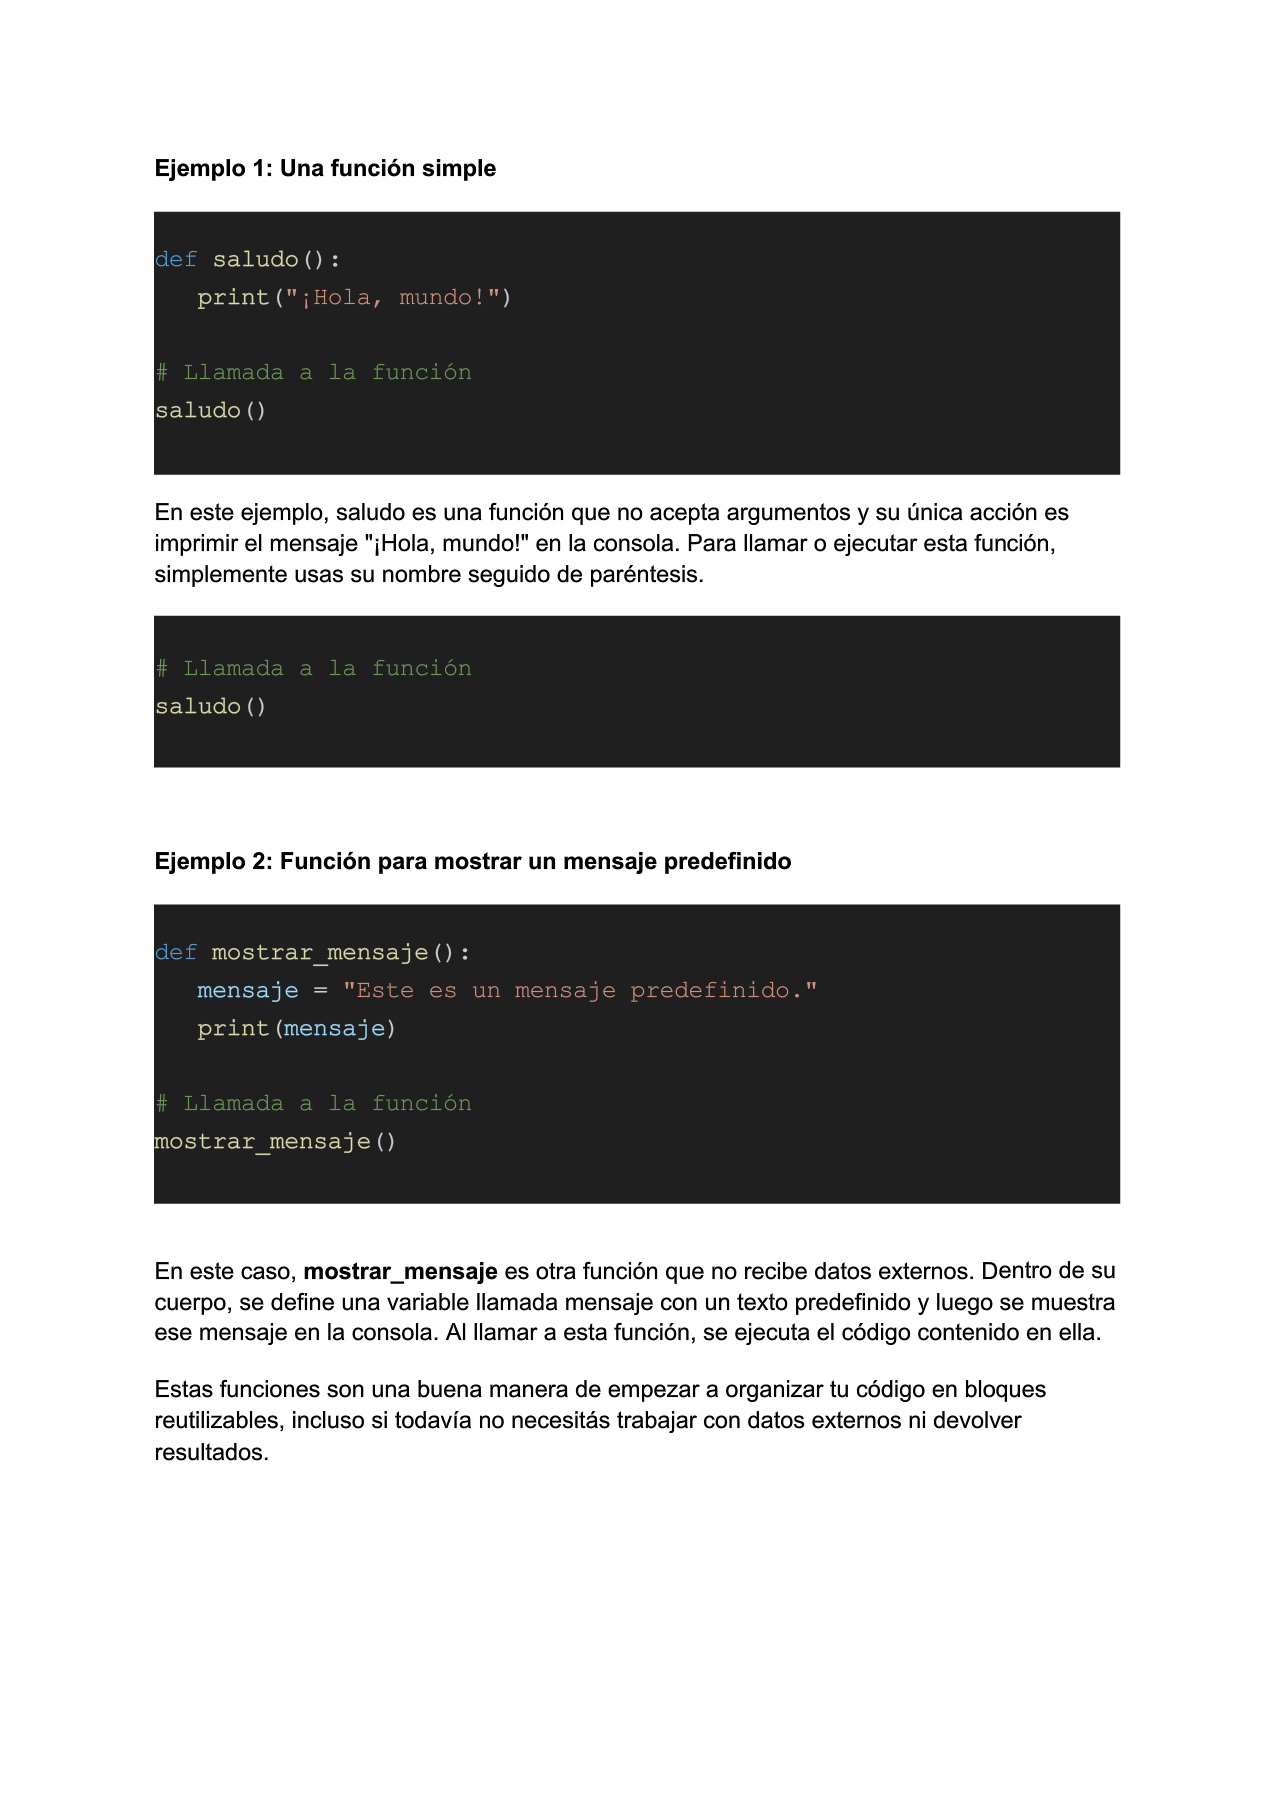 Ejemplo 1: Una función simple
def saludo():
   print("¡Hola, mundo!")
# Llamada a la función
saludo()
En este ejemplo, saludo es una función que no acepta argumentos y su única acción es
imprimir el mensaje "¡Hola, mundo!" en la consola. Para llamar o ejecutar esta función,
simplemente usas su nombre seguido de paréntesis.
# Llamada a la función
saludo()
Ejemplo 2: Función para mostrar un mensaje predefinido
def mostrar_mensaje():
   mensaje = "Este es un mensaje predefinido."
   print(mensaje)
# Llamada a la función
mostrar_mensaje()
En este caso, mostrar_mensaje es otra función que no recibe datos externos. Dentro de su
cuerpo, se define una variable llamada mensaje con un texto predefinido y luego se muestra
ese mensaje en la consola. Al llamar a esta función, se ejecuta el código contenido en ella.
Estas funciones son una buena manera de empezar a organizar tu código en bloques
reutilizables, incluso si todavía no necesitás trabajar con datos externos ni devolver
resultados.